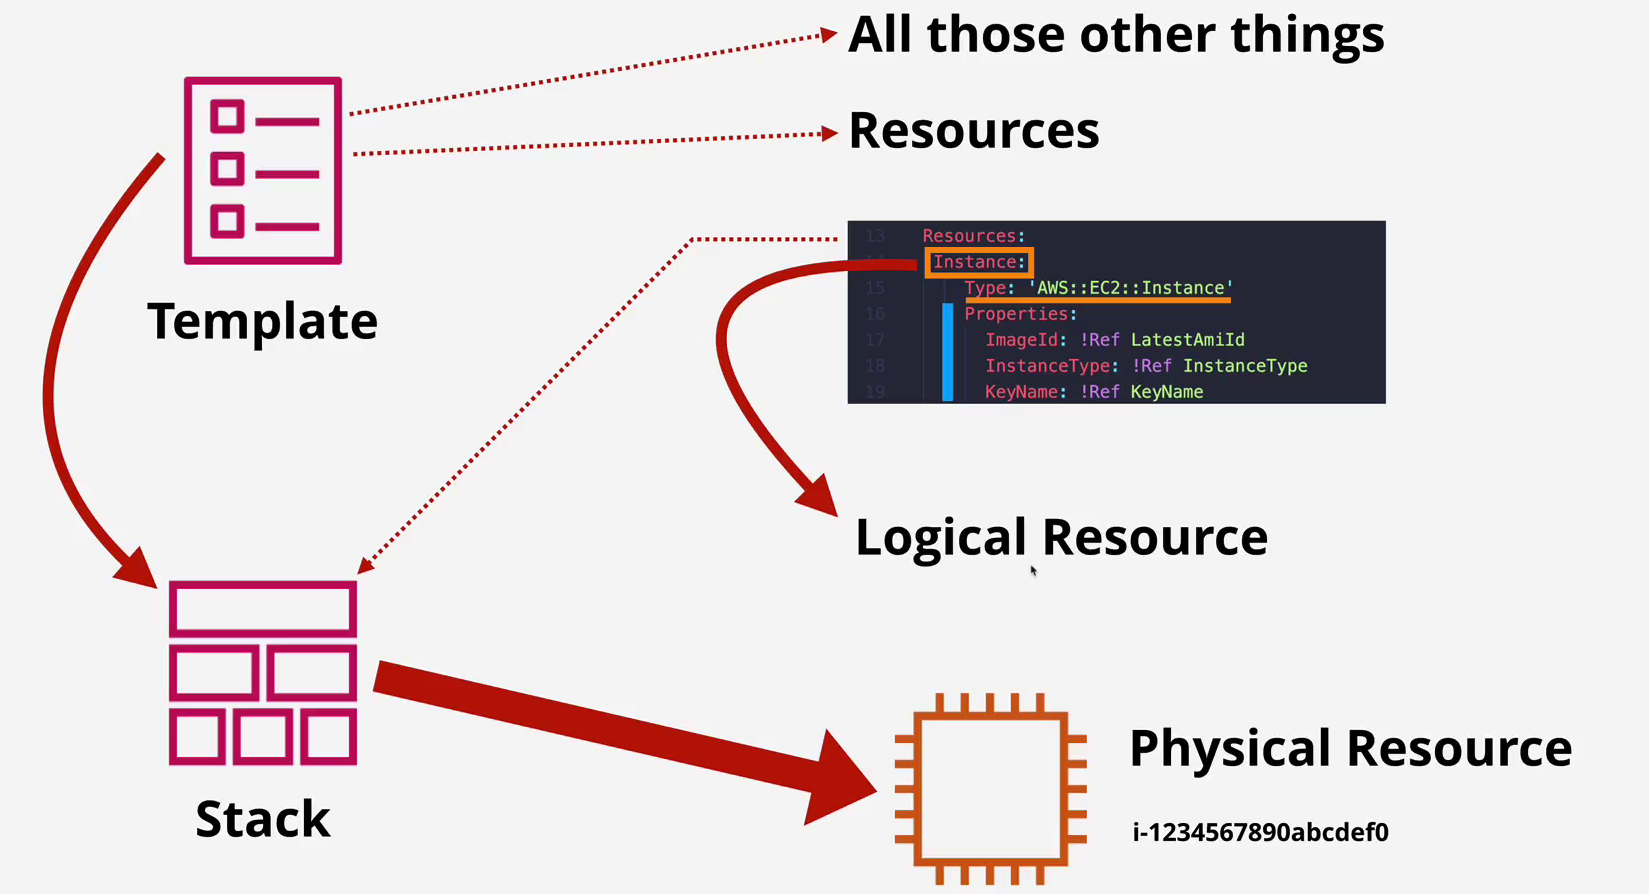 All those other things
Resources
Template
13 Resources:
14 Instance:
15 Type: 'AWS::EC2::Instance'
16 Properties:
17 ImageId: !Ref LatestAmiId
18 InstanceType: !Ref InstanceType
19 KeyName: !Ref KeyName
Logical Resource
Stack
Physical Resource
i-1234567890abcdef0